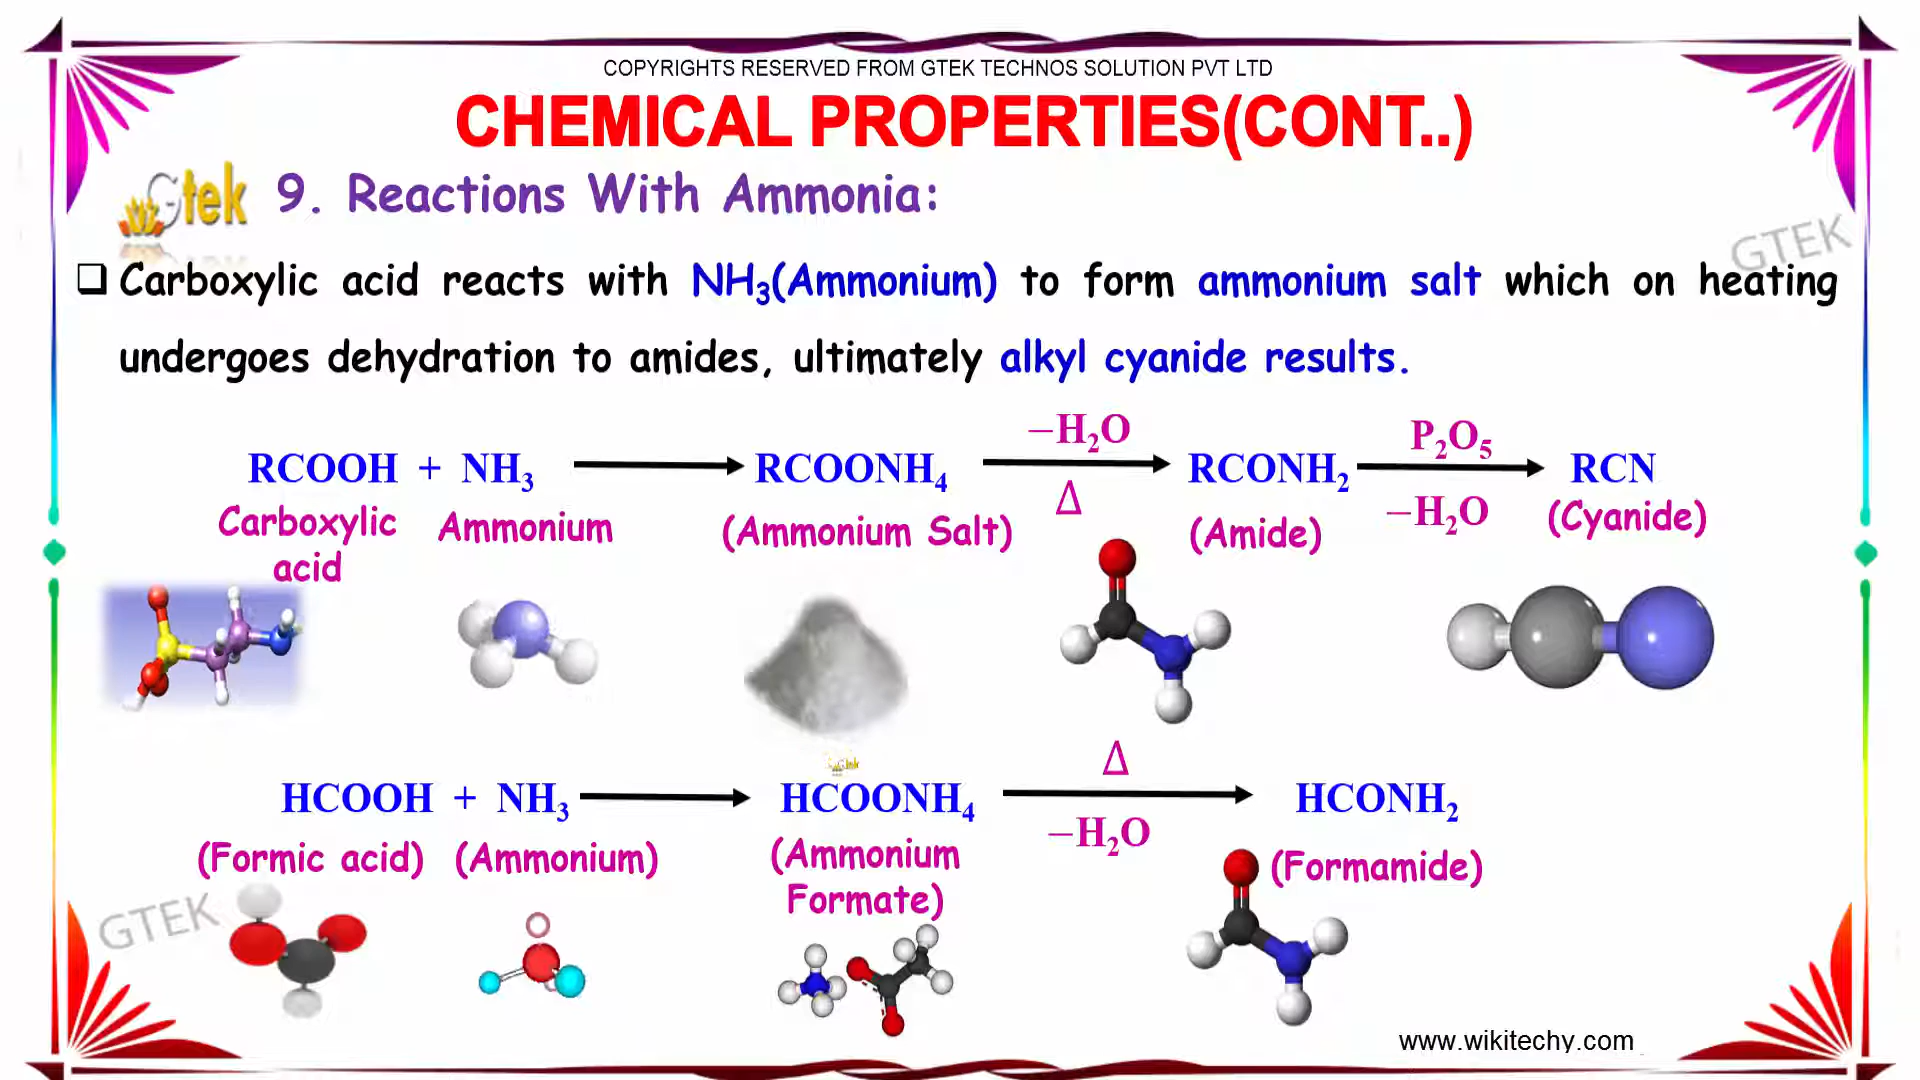 COPYRIGHTS RESERVED FROM GTEK TECHNOS SOLUTION PVT LTD
CHEMICAL PROPERTIES(CONT..)
Gtek
9. Reactions With Ammonia:
GTEK
❑ Carboxylic acid reacts with NH₃(Ammonium) to form ammonium salt which on heating
undergoes dehydration to amides, ultimately alkyl cyanide results.
–H₂O
P₂O₅
RCOOH + NH₃ → RCOONH₄ → RCONH₂ → RCN
Δ
–H₂O
Carboxylic acid
Ammonium
(Ammonium Salt)
(Amide)
(Cyanide)
Gtek
Δ
HCOOH + NH₃ → HCOONH₄ → HCONH₂
–H₂O
(Formic acid)
(Ammonium)
(Ammonium
Formate)
(Formamide)
GTEK
www.wikitechy.com